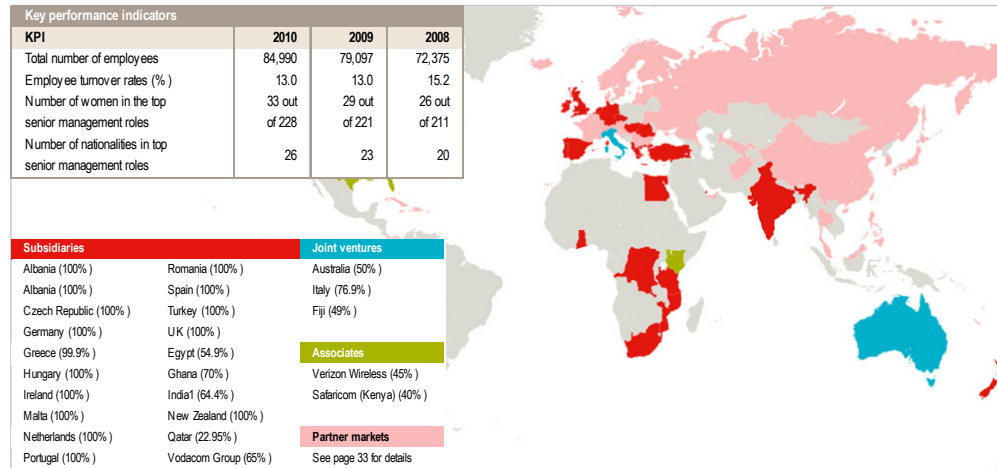 Key performance indicators
KPI 2010 2009 2008
Total number of employees 84,990 79,097 72,375
Employee turnover rates (%) 13.0 13.0 15.2
Number of women in the top senior management roles 33 out of 228 29 out of 221 26 out of 211
Number of nationalities in top senior management roles 26 23 20
Subsidiaries
Albania (100%) Romania (100%)
Albania (100%) Spain (100%)
Czech Republic (100%) Turkey (100%)
Germany (100%) UK (100%)
Greece (99.9%) Egypt (54.9%)
Hungary (100%) Ghana (70%)
Ireland (100%) India1 (64.4%)
Malta (100%) New Zealand (100%)
Netherlands (100%) Qatar (22.95%)
Portugal (100%) Vodacom Group (65%)
Joint ventures
Australia (50%)
Italy (76.9%)
Fiji (49%)
Associates
Verizon Wireless (45%)
Safaricom (Kenya) (40%)
Partner markets
See page 33 for details